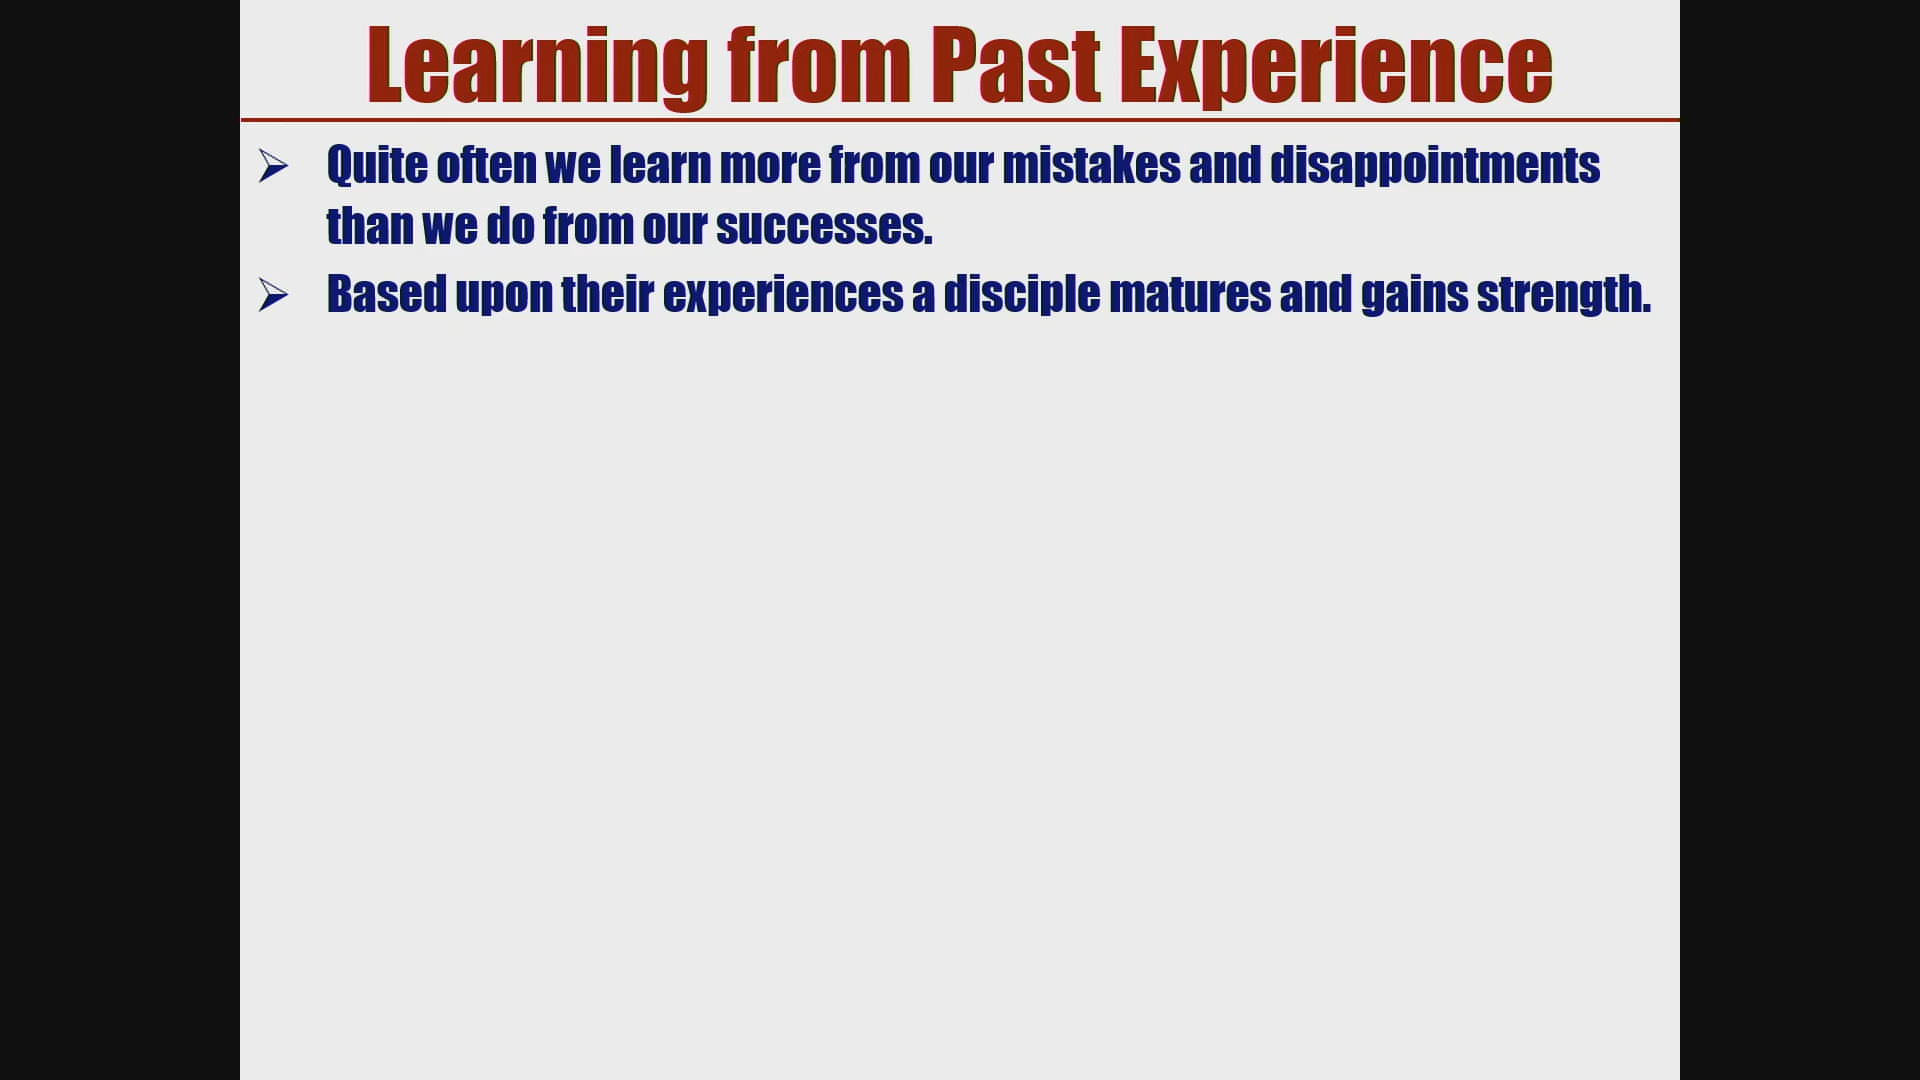 Learning from Past Experience
Quite often we learn more from our mistakes and disappointments
than we do from our successes.
Based upon their experiences a disciple matures and gains strength.